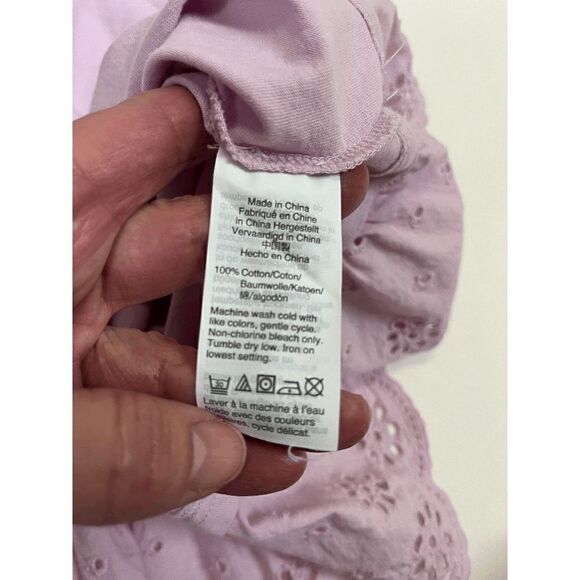 Made in China
Fabriqué en Chine
in China Hergestellt
Vervaardigd in China
中国製
Hecho en China
100% Cotton/Coton/
Baumwolle/Katoen/
綿/algodón
Machine wash cold with
like colors, gentle cycle.
Non-chlorine bleach only.
Tumble dry low. Iron on
lowest setting.
30
Laver à la machine à l'eau
froide avec des couleurs
cycle délicat.